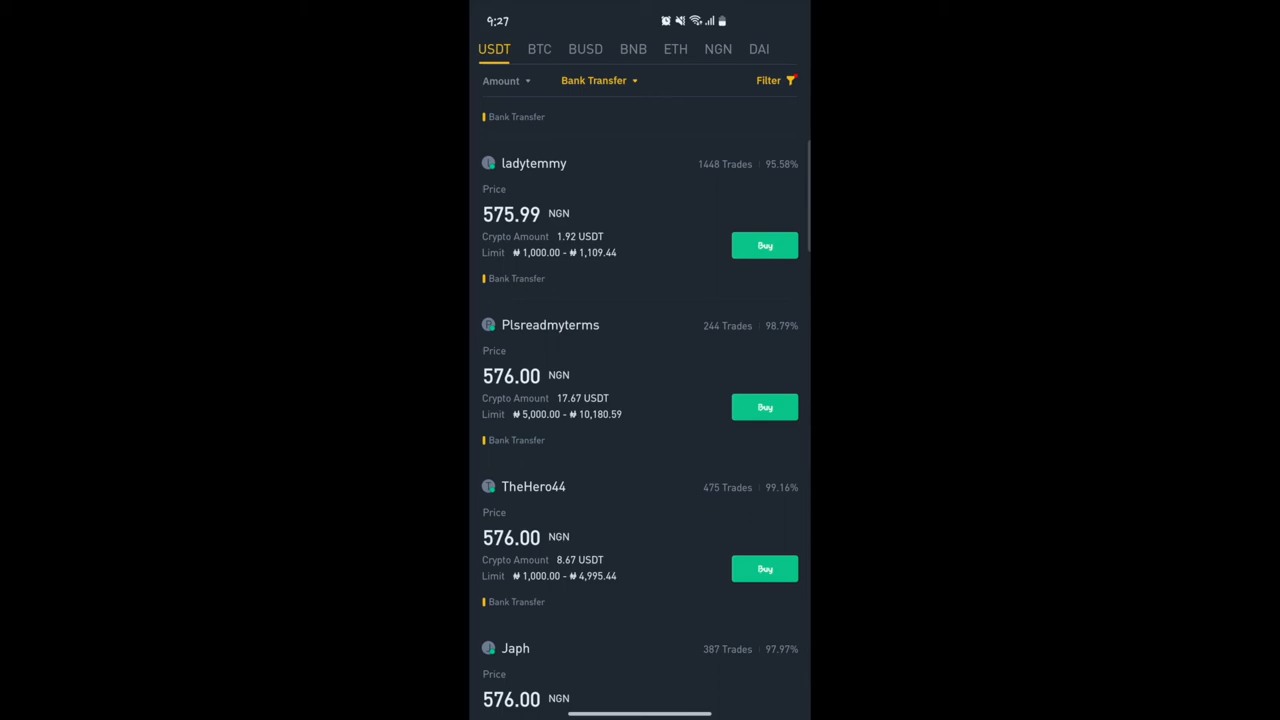 9:27
USDT BTC BUSD BNB ETH NGN DAI
Amount Bank Transfer Filter
Bank Transfer
ladytemmy 1448 Trades 95.58%
Price
575.99 NGN
Crypto Amount 1.92 USDT
Limit ₦ 1,000.00 - ₦ 1,109.44
Buy
Bank Transfer
P Plsreadmyterms 244 Trades 98.79%
Price
576.00 NGN
Crypto Amount 17.67 USDT
Limit ₦ 5,000.00 - ₦ 10,180.59
Buy
Bank Transfer
T TheHero44 475 Trades 99.16%
Price
576.00 NGN
Crypto Amount 8.67 USDT
Limit ₦ 1,000.00 - ₦ 4,995.44
Buy
Bank Transfer
J Japh 387 Trades 97.97%
Price
576.00 NGN